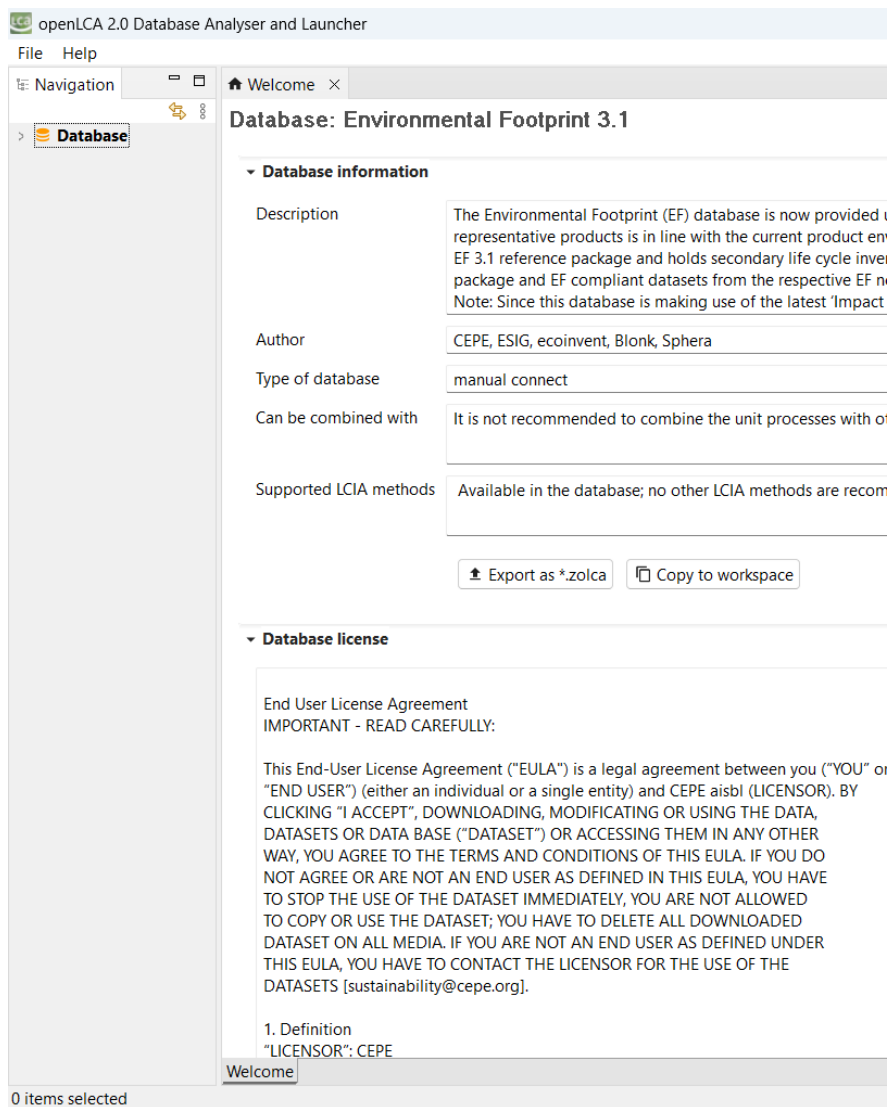 openLCA 2.0 Database Analyser and Launcher
File Help
Navigation
Welcome
Database
Database: Environmental Footprint 3.1
Database information
Description
The Environmental Footprint (EF) database is now provided
representative products is in line with the current product
EF 3.1 reference package and holds secondary life cycle
package and EF compliant datasets from the respective EF
Note: Since this database is making use of the latest ‘Impact
Author
CEPE, ESIG, ecoinvent, Blonk, Sphera
Type of database
manual connect
Can be combined with
It is not recommended to combine the unit processes with
Supported LCIA methods
Available in the database; no other LCIA methods are
Export as *.zolca
Copy to workspace
Database license
End User License Agreement
IMPORTANT - READ CAREFULLY:
This End-User License Agreement ("EULA") is a legal agreement between you (“YOU” or
“END USER”) (either an individual or a single entity) and CEPE aisbl (LICENSOR). BY
CLICKING “I ACCEPT”, DOWNLOADING, MODIFICATING OR USING THE DATA,
DATASETS OR DATA BASE (“DATASET”) OR ACCESSING THEM IN ANY OTHER
WAY, YOU AGREE TO THE TERMS AND CONDITIONS OF THIS EULA. IF YOU DO
NOT AGREE OR ARE NOT AN END USER AS DEFINED IN THIS EULA, YOU HAVE
TO STOP THE USE OF THE DATASET IMMEDIATELY, YOU ARE NOT ALLOWED
TO COPY OR USE THE DATASET; YOU HAVE TO DELETE ALL DOWNLOADED
DATASET ON ALL MEDIA. IF YOU ARE NOT AN END USER AS DEFINED UNDER
THIS EULA, YOU HAVE TO CONTACT THE LICENSOR FOR THE USE OF THE
DATASETS [sustainability@cepe.org].
1. Definition
“LICENSOR”: CEPE
Welcome
0 items selected